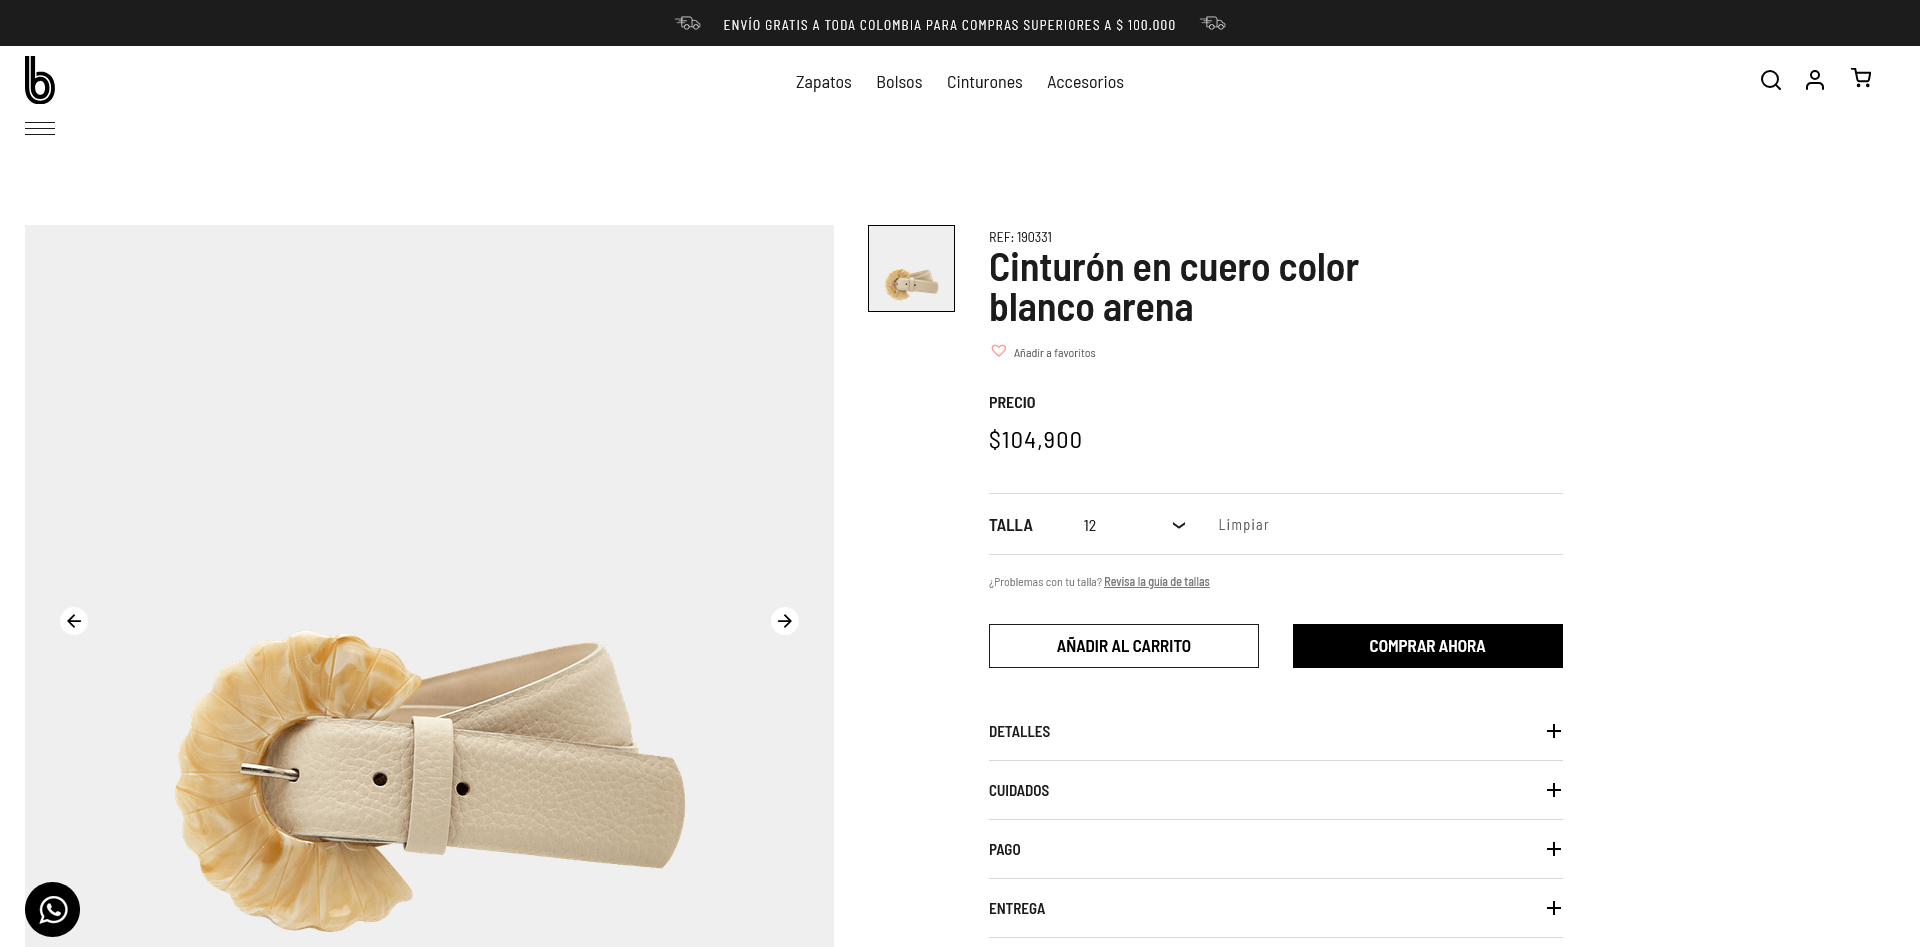 ENVÍO GRATIS A TODA COLOMBIA PARA COMPRAS SUPERIORES A $ 100.000
b
Zapatos
Bolsos
Cinturones
Accesorios
REF: 190331
Cinturón en cuero color
blanco arena
Añadir a favoritos
PRECIO
$104,900
TALLA
12
Limpiar
¿Problemas con tu talla? Revisa la guía de tallas
AÑADIR AL CARRITO
COMPRAR AHORA
DETALLES
CUIDADOS
PAGO
ENTREGA